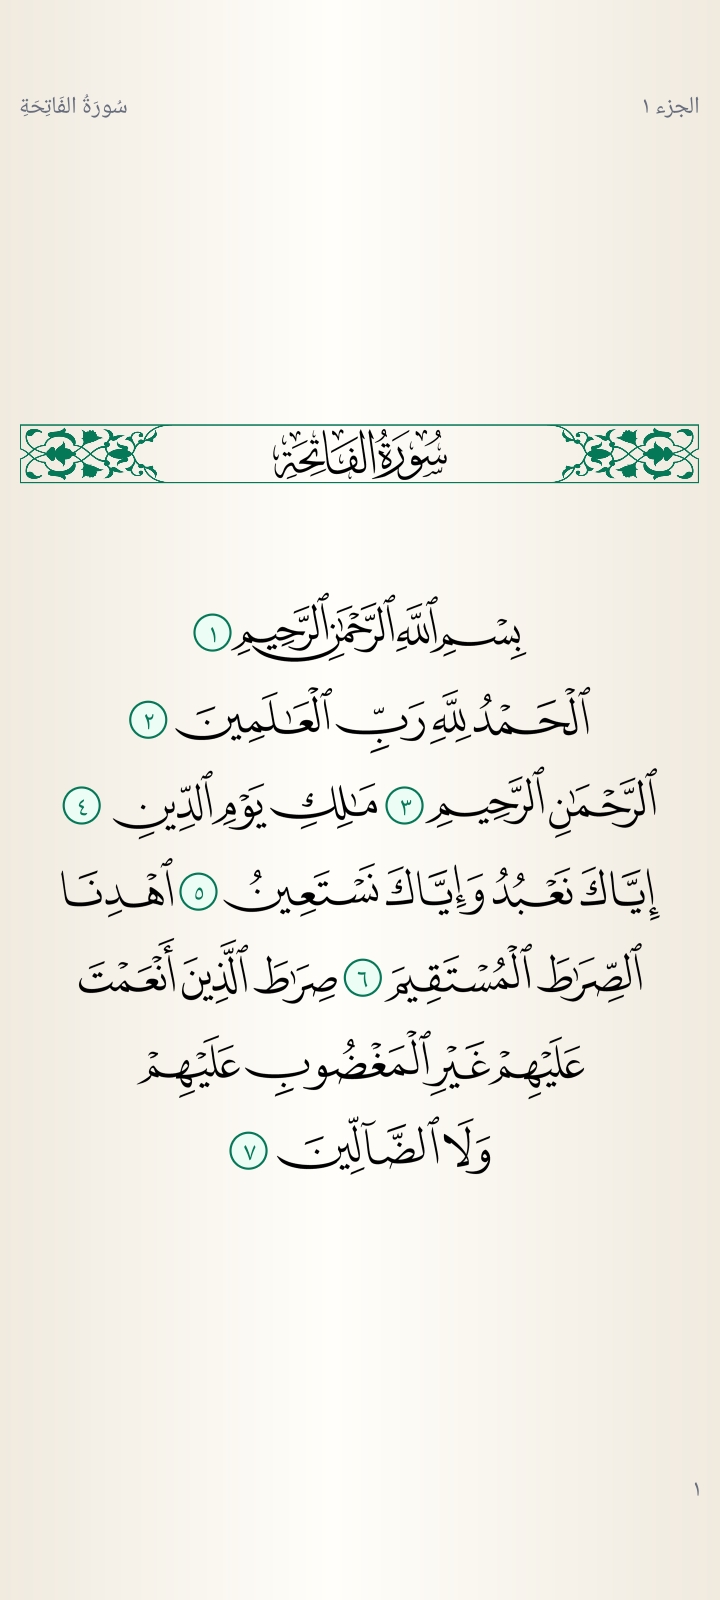 الجزء ١
سُورَةُ الفَاتِحَةِ
سُورَةُ الفَاتِحَةِ
بِسۡمِ ٱللَّهِ ٱلرَّحۡمَٰنِ ٱلرَّحِيمِ ١
ٱلۡحَمۡدُ لِلَّهِ رَبِّ ٱلۡعَٰلَمِينَ ٢
ٱلرَّحۡمَٰنِ ٱلرَّحِيمِ ٣ مَٰلِكِ يَوۡمِ ٱلدِّينِ ٤
إِيَّاكَ نَعۡبُدُ وَإِيَّاكَ نَسۡتَعِينُ ٥ ٱهۡدِنَا
ٱلصِّرَٰطَ ٱلۡمُسۡتَقِيمَ ٦ صِرَٰطَ ٱلَّذِينَ أَنۡعَمۡتَ
عَلَيۡهِمۡ غَيۡرِ ٱلۡمَغۡضُوبِ عَلَيۡهِمۡ
وَلَا ٱلضَّآلِّينَ ٧
١